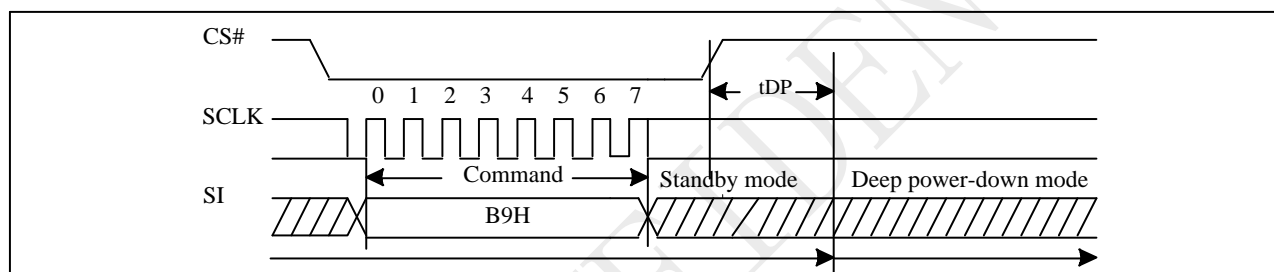 CS#
tDP
0 1 2 3 4 5 6 7
SCLK
Command
Standby mode
Deep power-down mode
SI
B9H